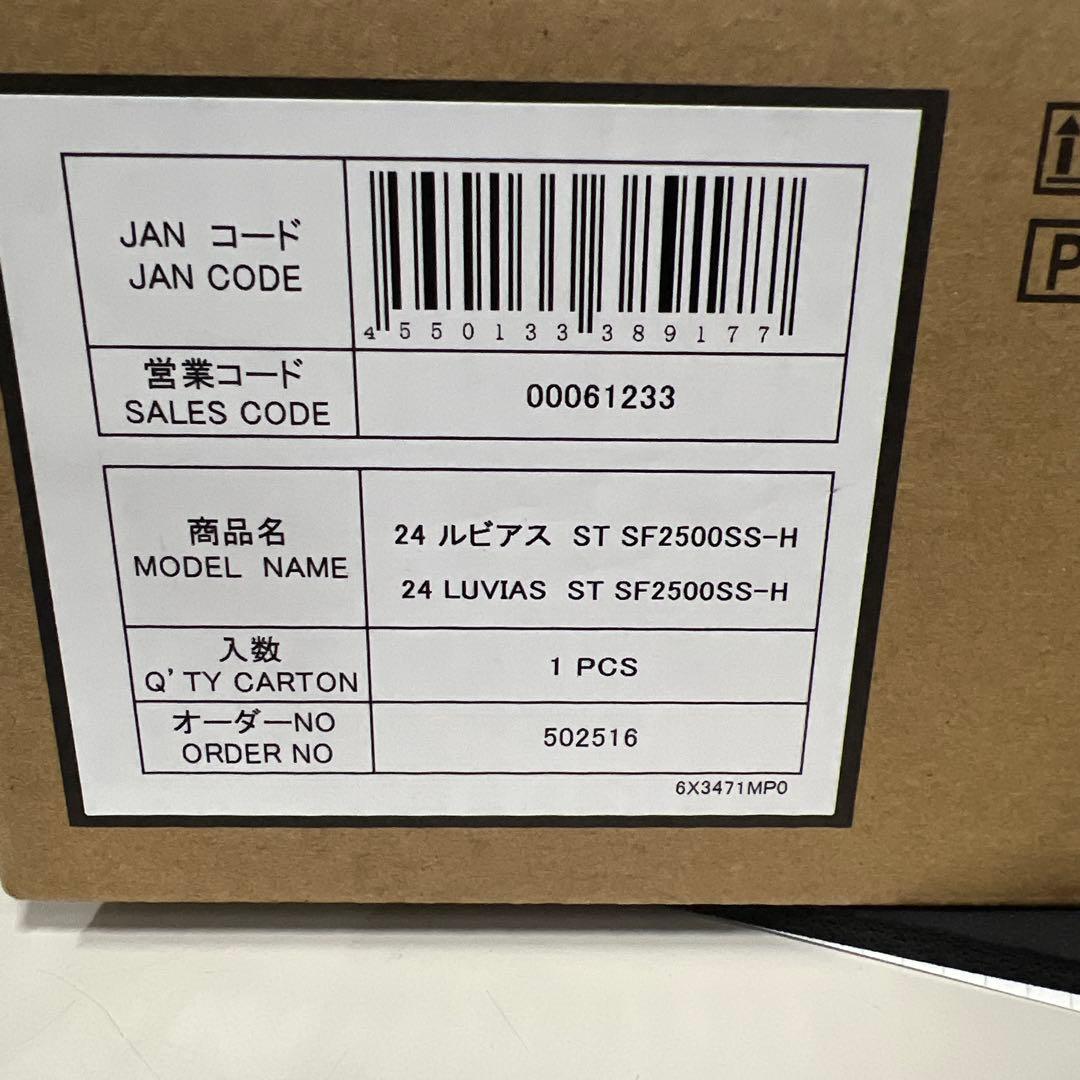 JAN コード
JAN CODE
4 550133 389177
営業コード
SALES CODE
00061233
商品名
MODEL NAME
24 ルビアス ST SF2500SS-H
24 LUVIAS ST SF2500SS-H
入数
Q'TY CARTON
1 PCS
オーダーNO
ORDER NO
502516
6X3471MP0
P